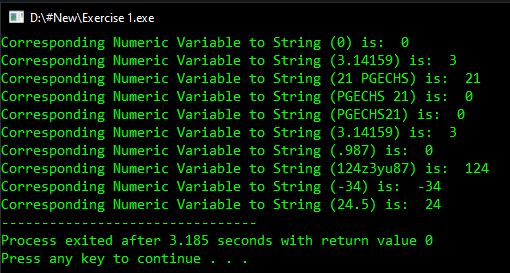 D:\#New\Exercise 1.exe
Corresponding Numeric Variable to String (0) is:  0
Corresponding Numeric Variable to String (3.14159) is:  3
Corresponding Numeric Variable to String (21 PGECHS) is:  21
Corresponding Numeric Variable to String (PGECHS 21) is:  0
Corresponding Numeric Variable to String (PGECHS21) is:  0
Corresponding Numeric Variable to String (3.14159) is:  3
Corresponding Numeric Variable to String (.987) is:  0
Corresponding Numeric Variable to String (124z3yu87) is:  124
Corresponding Numeric Variable to String (-34) is:  -34
Corresponding Numeric Variable to String (24.5) is:  24
--------------------------------
Process exited after 3.185 seconds with return value 0
Press any key to continue . . .